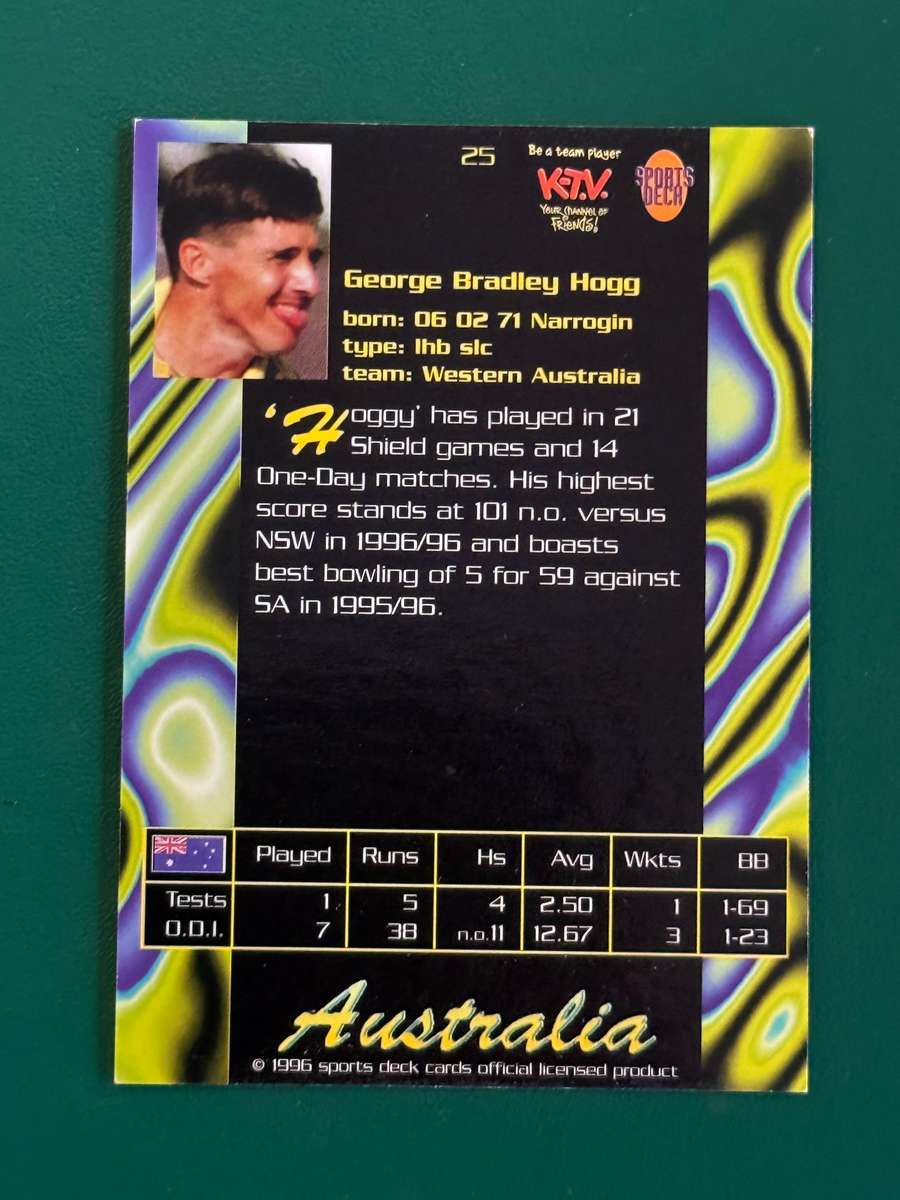 25
Be a team player
K-T.V.
YOUR CHANNEL OF
FRIENDS!
SPORTS
DECK
George Bradley Hogg
born: 06 02 71 Narrogin
type: lhb slc
team: Western Australia
'Hoggy' has played in 21
Shield games and 14
One-Day matches. His highest
score stands at 101 n.o. versus
NSW in 1996/96 and boasts
best bowling of 5 for 59 against
SA in 1995/96.
Played Runs Hs Avg Wkts BB
Tests 1 5 4 2.50 1 1-69
O.D.I. 7 38 n.o.11 12.67 3 1-23
Australia
© 1996 sports deck cards official licensed product